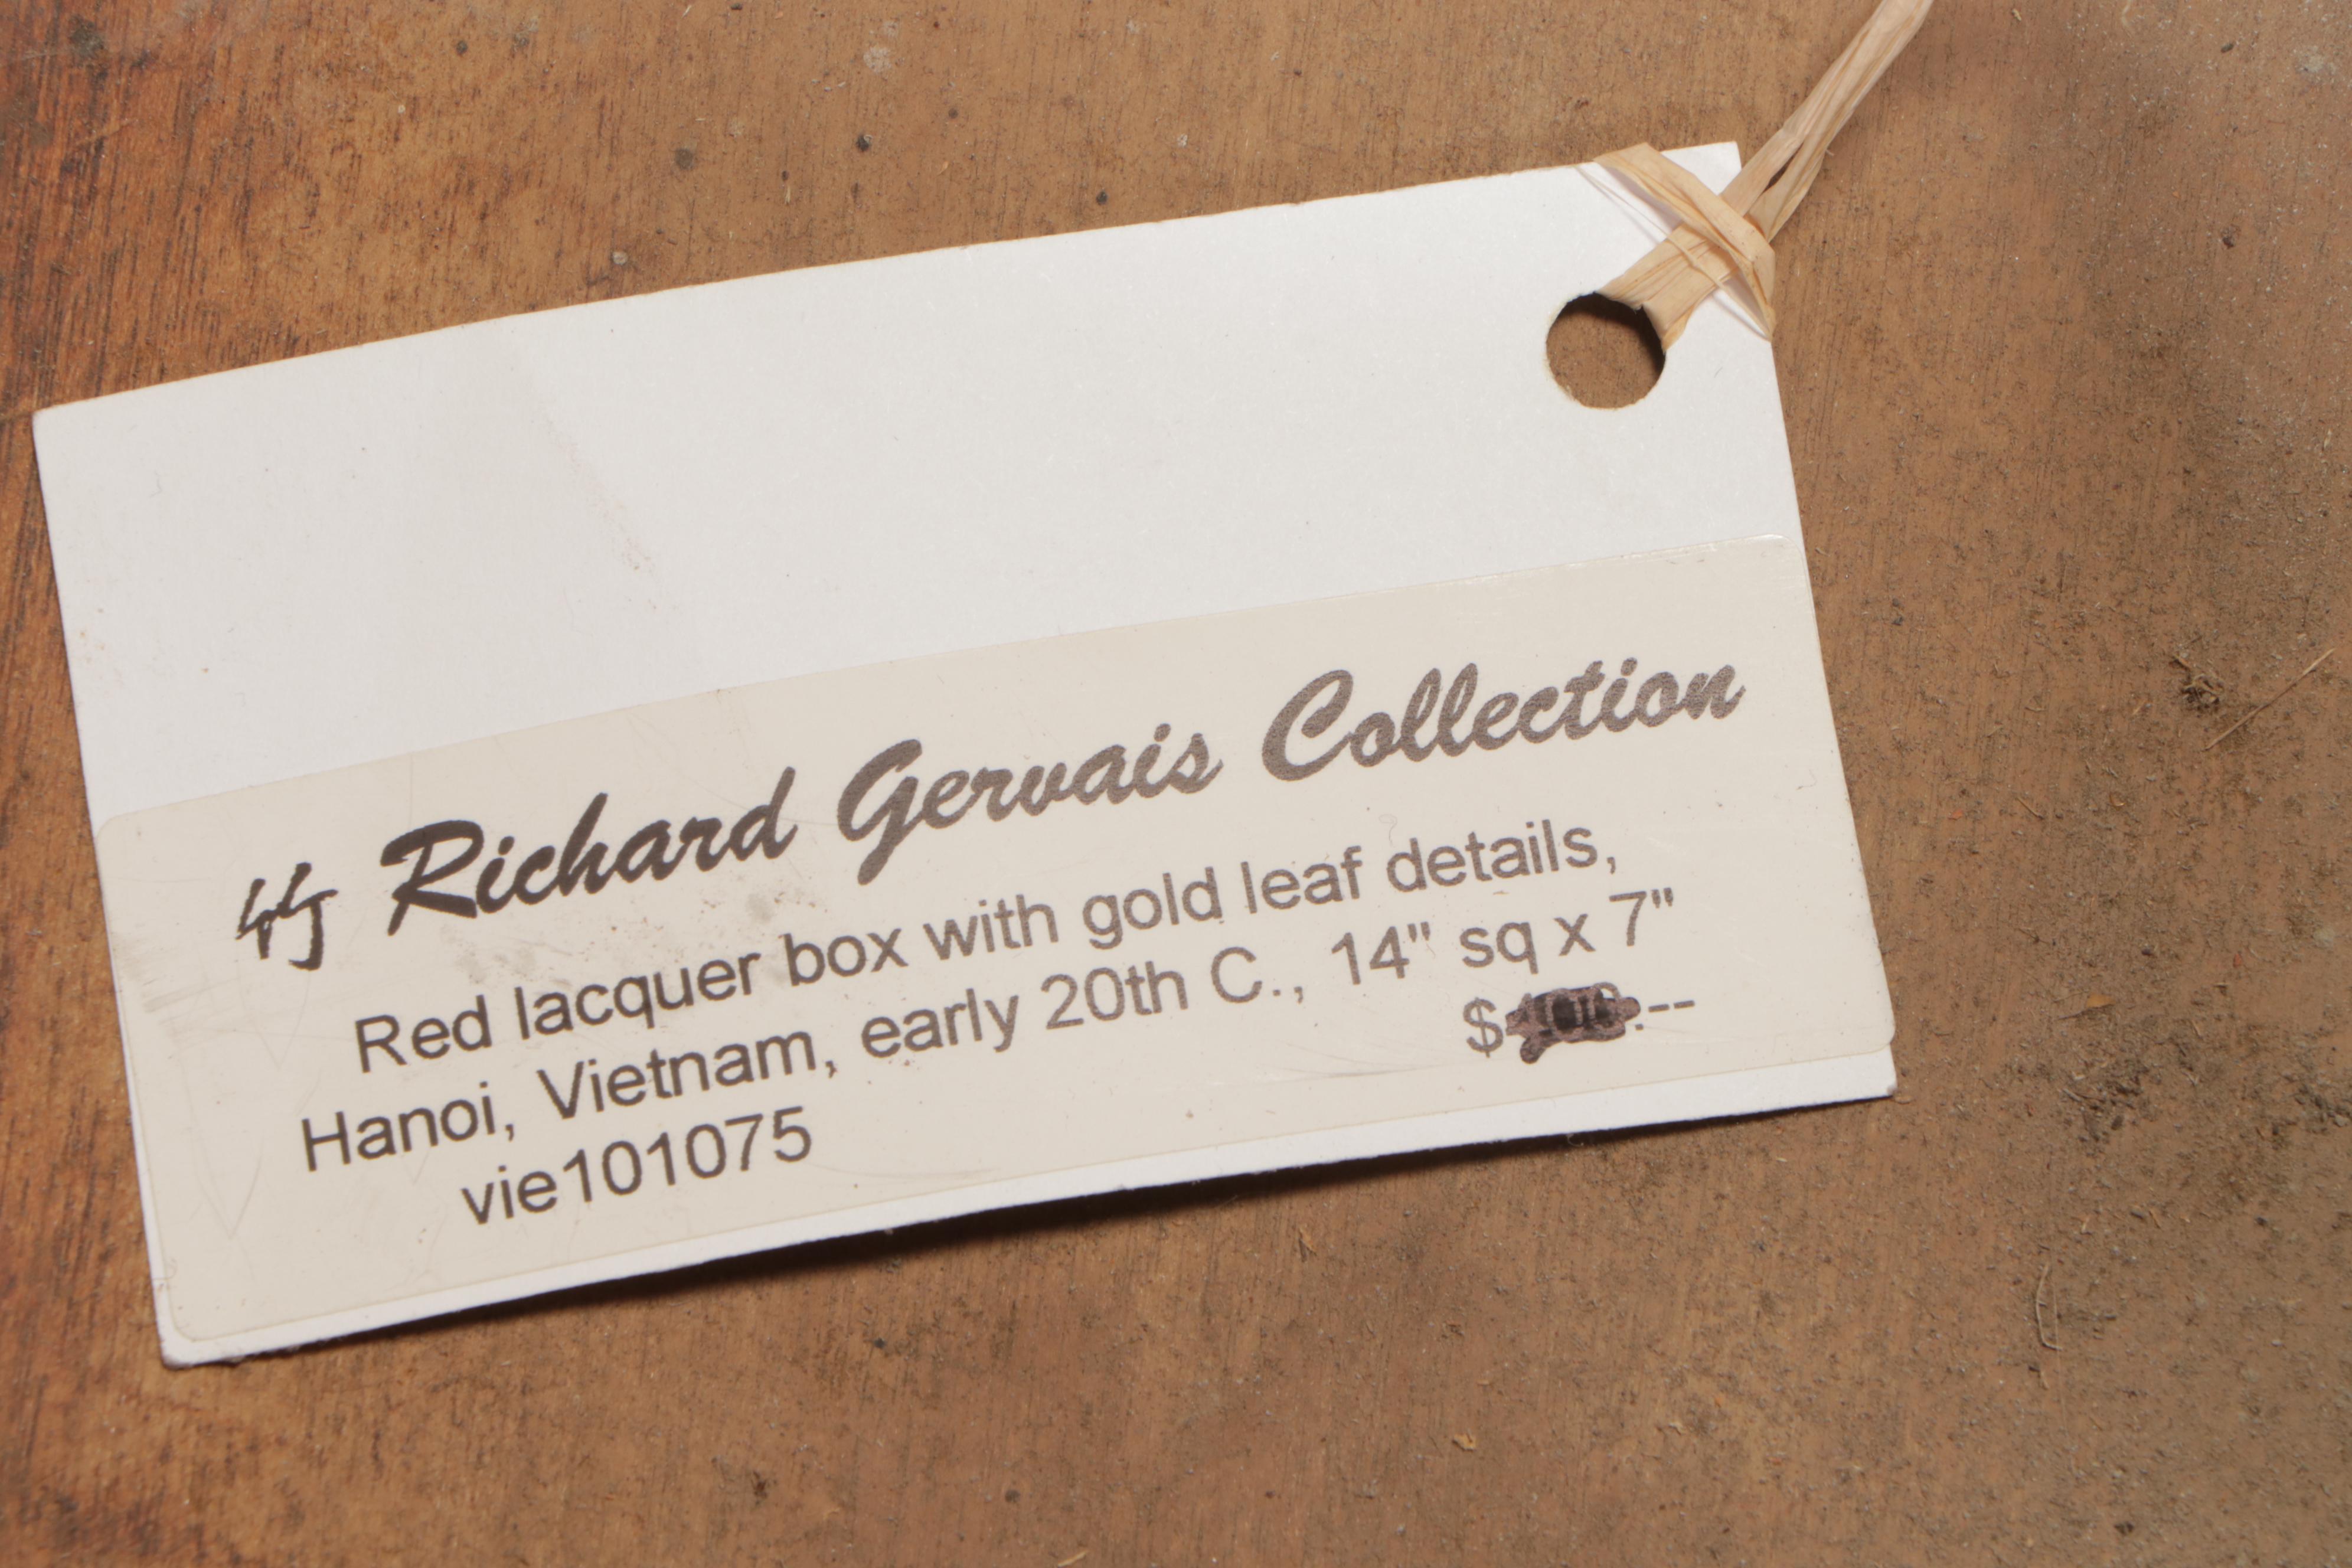 Richard Gervais Collection
Red lacquer box with gold leaf details,
Hanoi, Vietnam, early 20th C., 14" sq x 7"
vie101075
$ .--